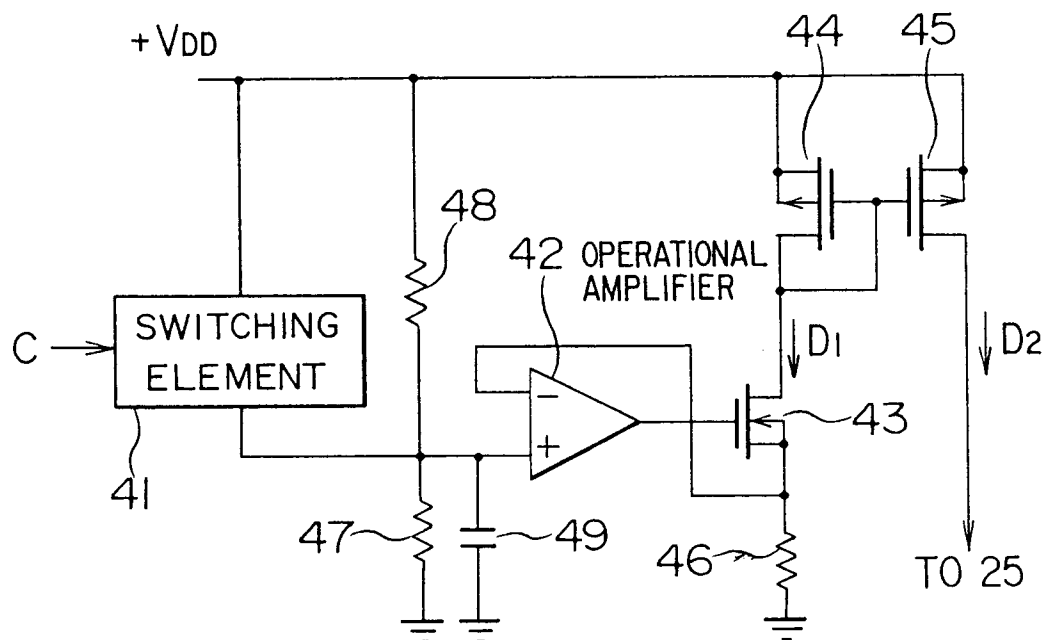 +VDD
44
45
48
42 OPERATIONAL
AMPLIFIER
SWITCHING
ELEMENT
C
D1
D2
−
+
43
41
47
49
46
TO 25